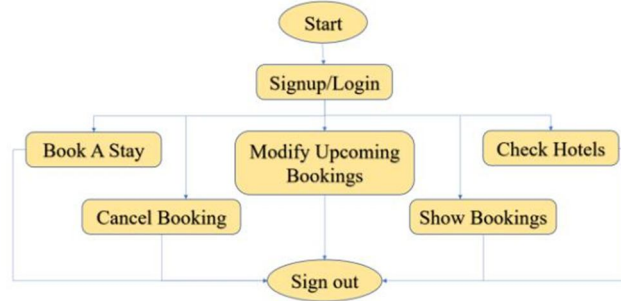 Start
Signup/Login
Book A Stay
Modify Upcoming
Bookings
Check Hotels
Cancel Booking
Show Bookings
Sign out